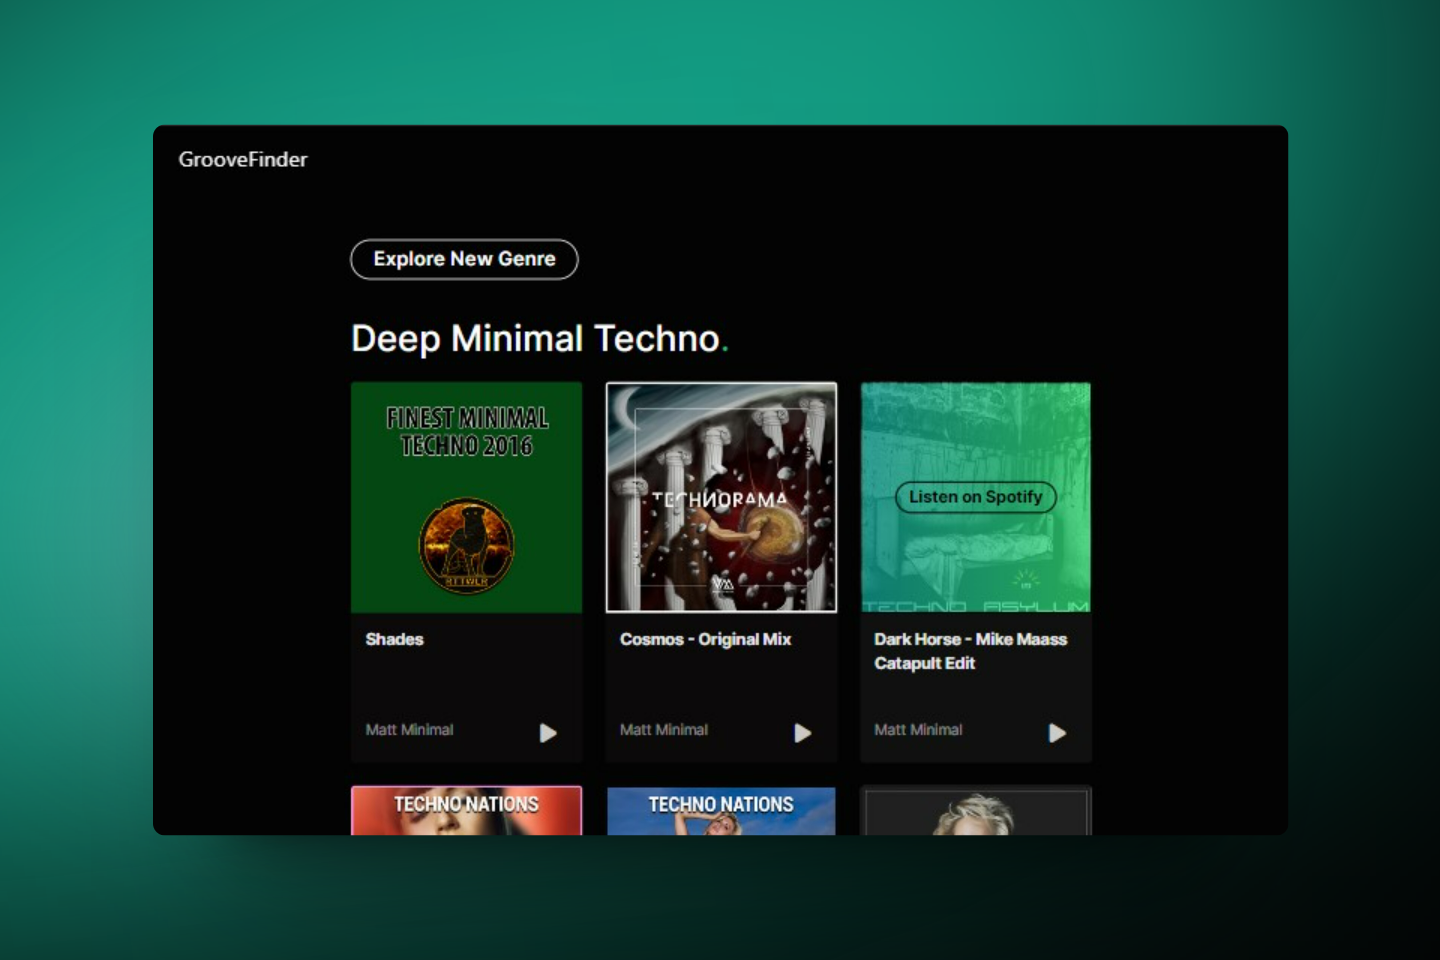 GrooveFinder
Explore New Genre
Deep Minimal Techno.
FINEST MINIMAL
TECHNO 2016
RTTWLR
TECHNORAMA
Listen on Spotify
TECHNO ASYLUM
Shades
Cosmos - Original Mix
Dark Horse - Mike Maass
Catapult Edit
Matt Minimal
Matt Minimal
Matt Minimal
TECHNO NATIONS
TECHNO NATIONS